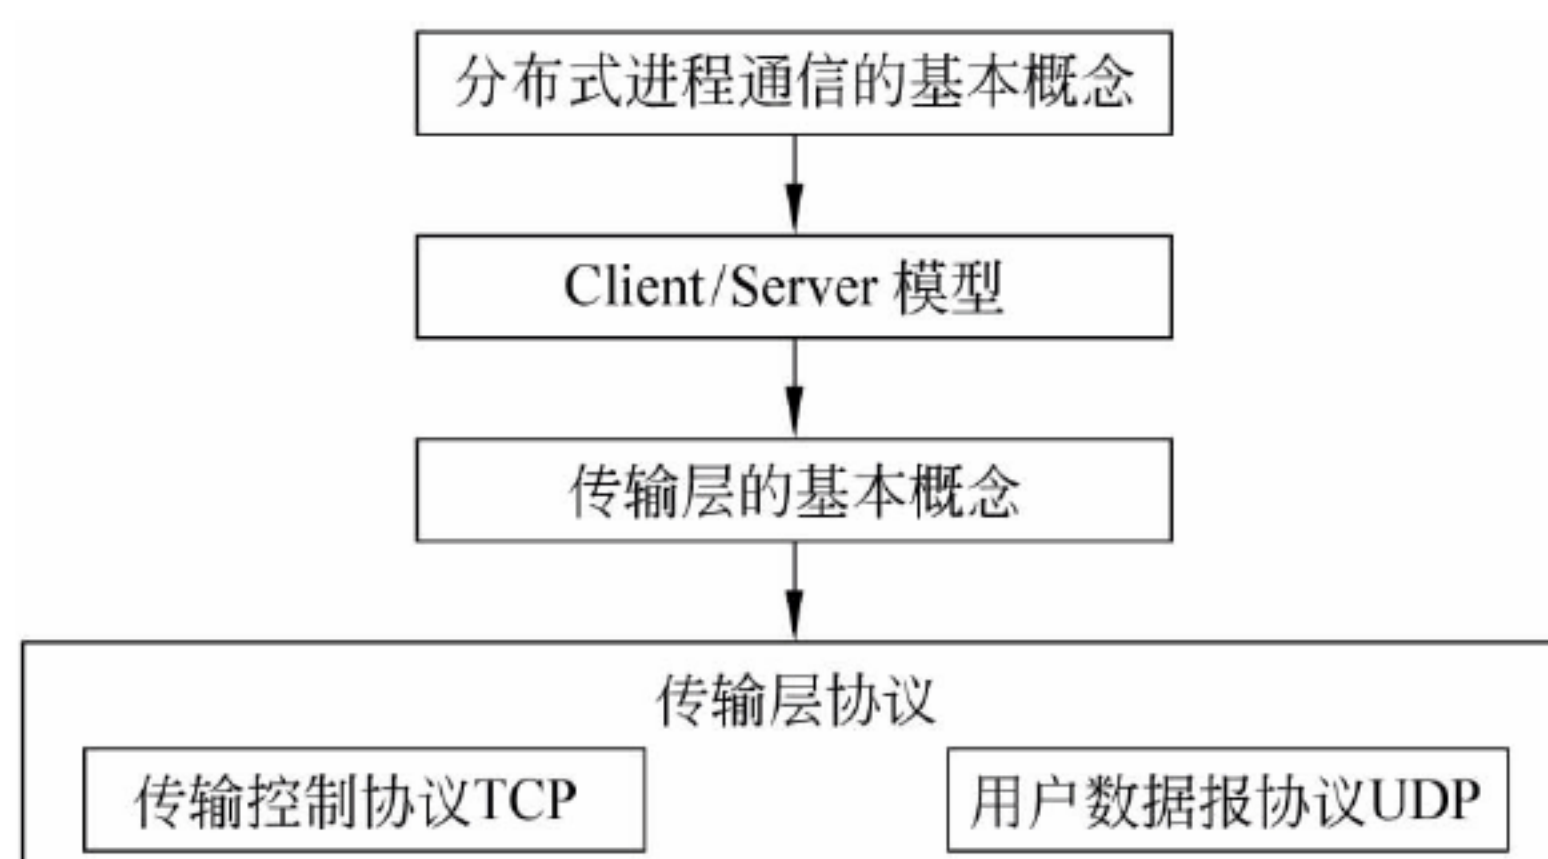 分布式进程通信的基本概念
Client/Server 模型
传输层的基本概念
传输层协议
传输控制协议TCP
用户数据报协议UDP